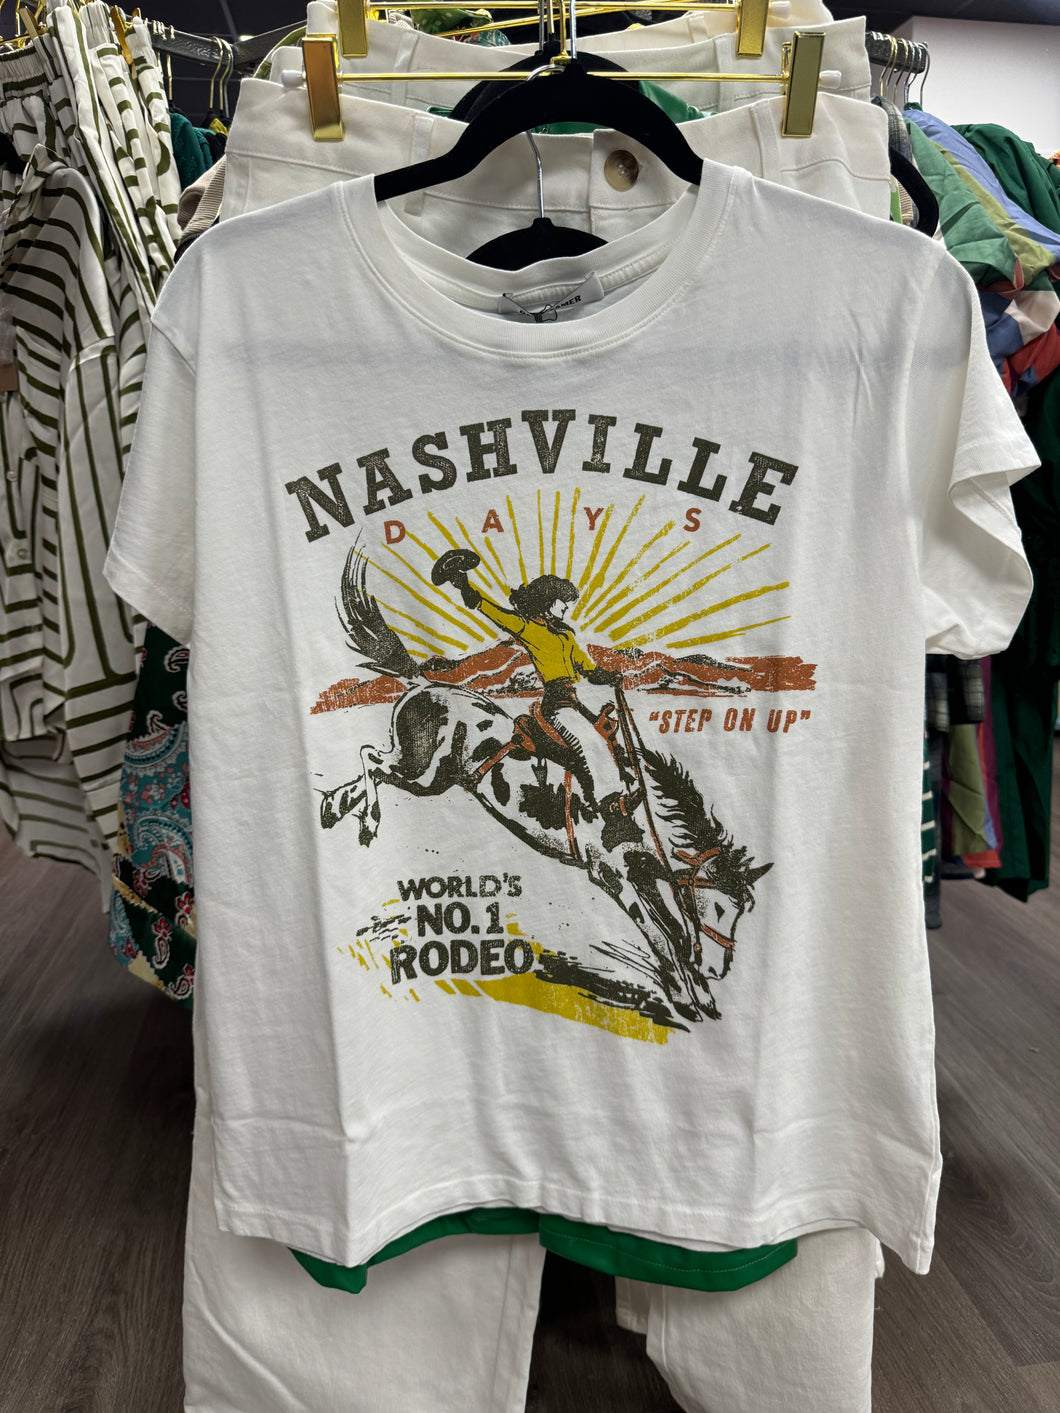 NASHVILLE
DAYS
"STEP ON UP"
WORLD'S
NO.1
RODEO